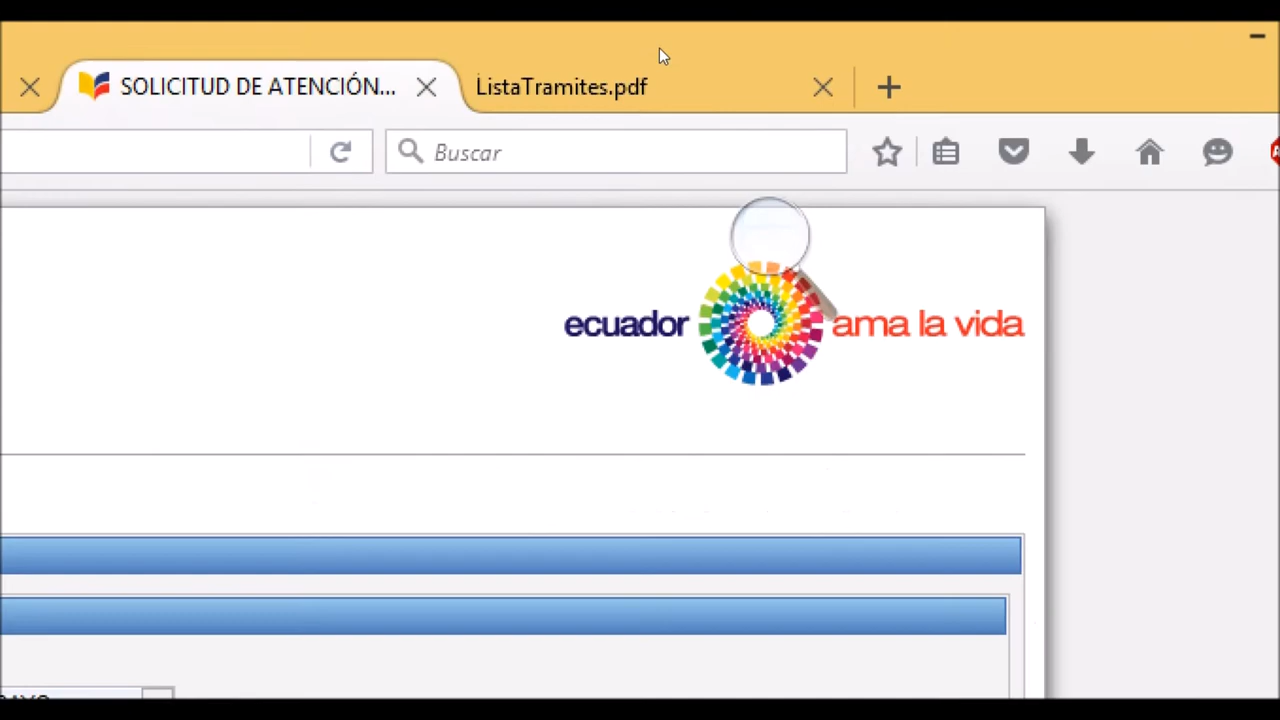 SOLICITUD DE ATENCIÓN...
ListaTramites.pdf
Buscar
ecuador ama la vida